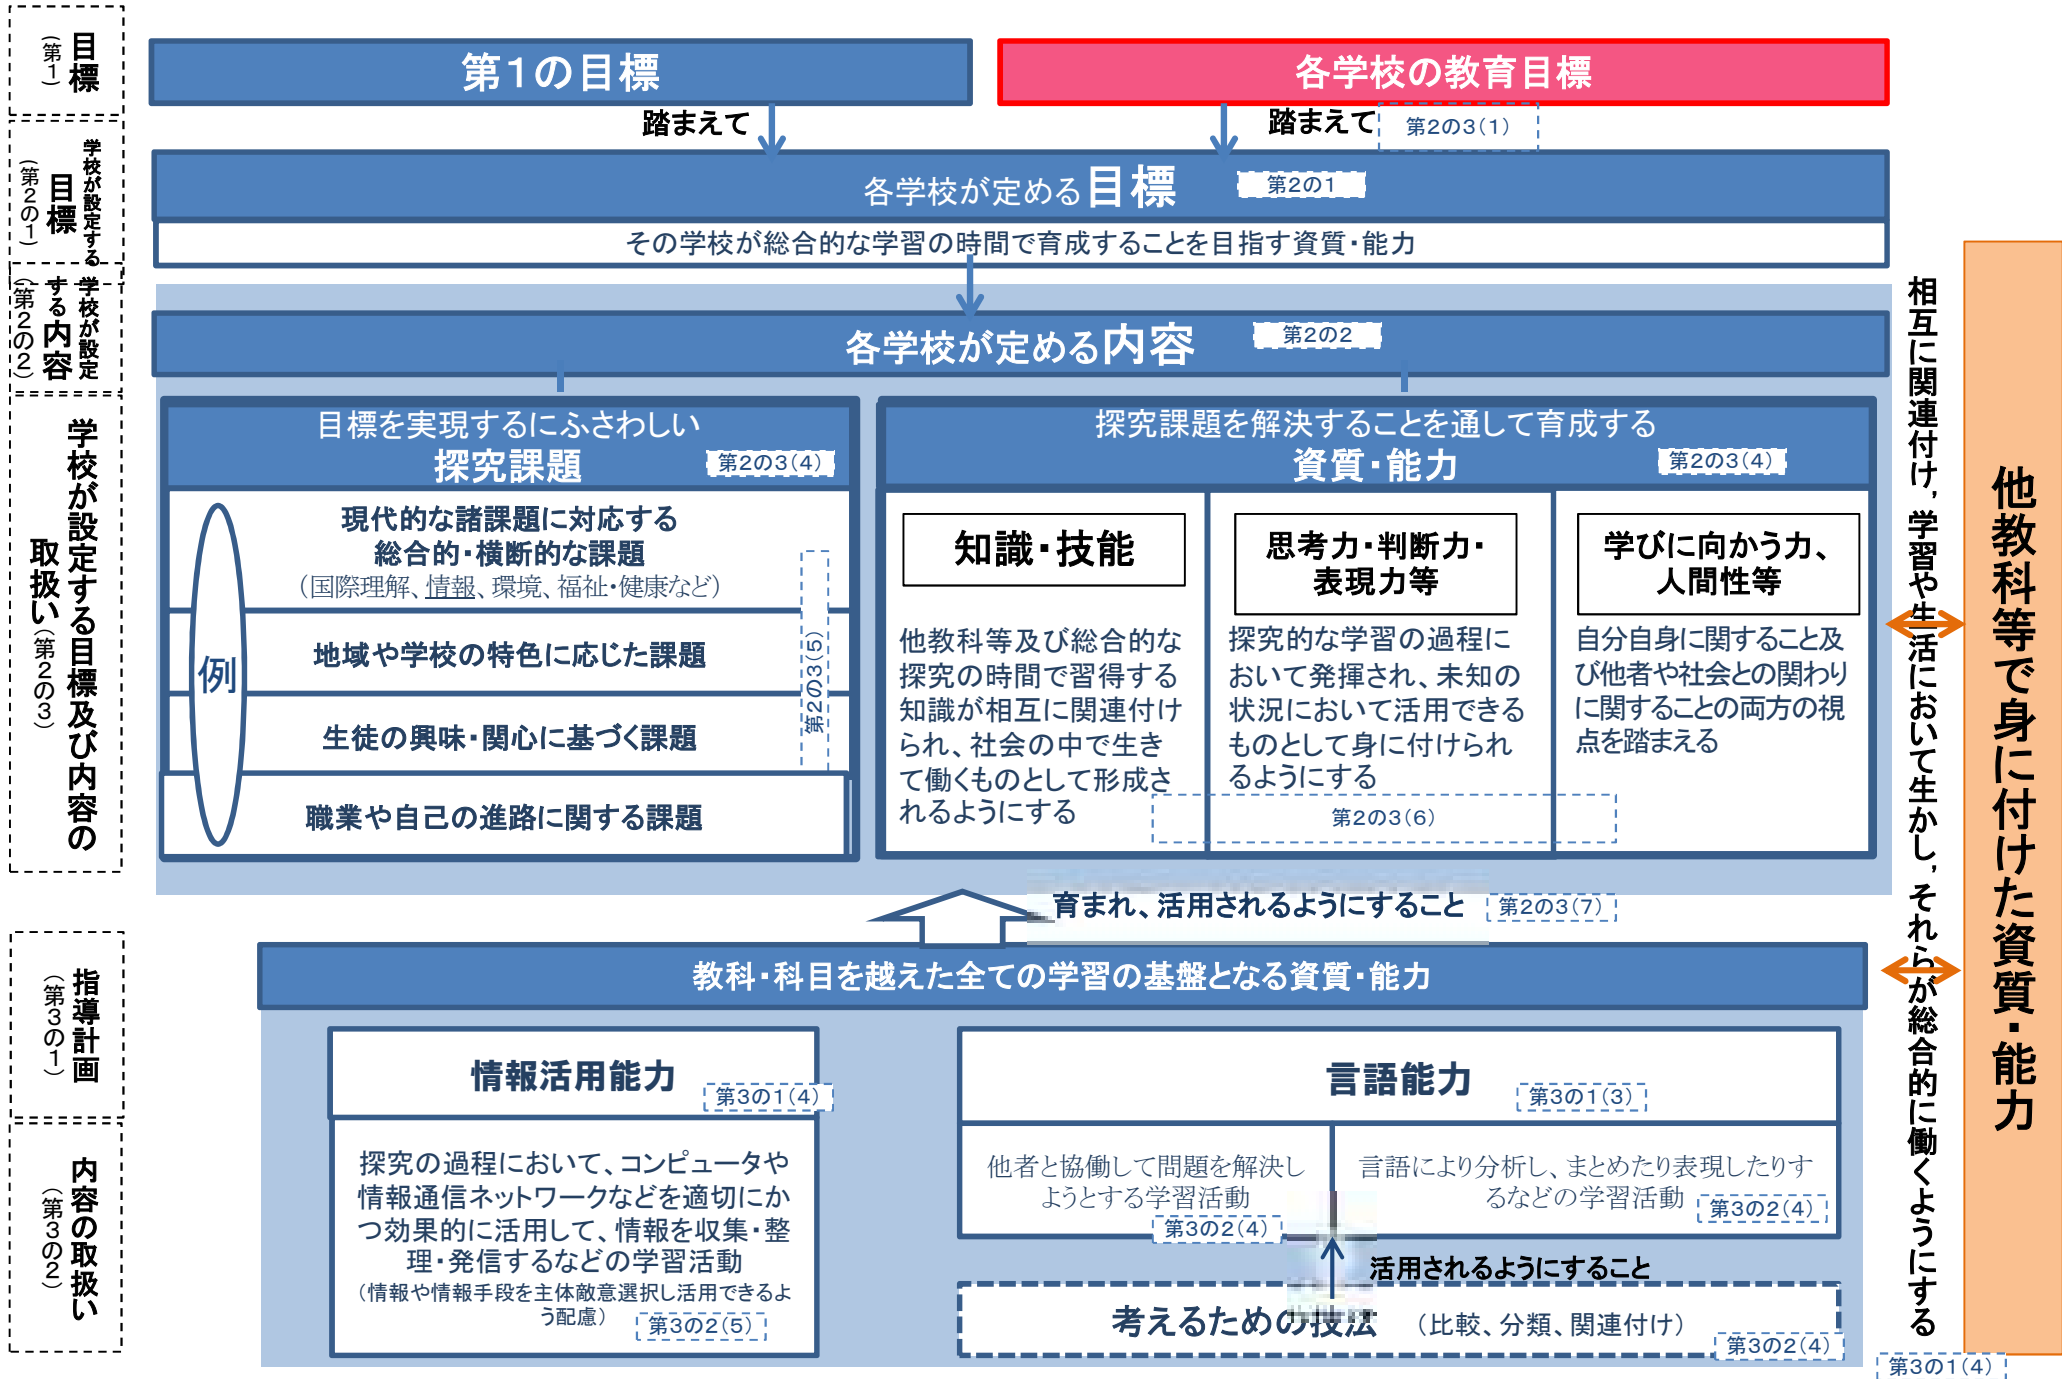 目標
（第１）
第１の目標
各学校の教育目標
踏まえて
踏まえて
第２の３（１）
学校が設定する
目標
（第２の１）
各学校が定める目標
第２の１
その学校が総合的な学習の時間で育成することを目指す資質・能力
学校が設定
する内容
（第２の２）
各学校が定める内容
第２の２
学校が設定する目標及び内容の
取扱い（第２の３）
目標を実現するにふさわしい
探究課題
第２の３（４）
例
現代的な諸課題に対応する
総合的・横断的な課題
（国際理解、情報、環境、福祉・健康など）
地域や学校の特色に応じた課題
生徒の興味・関心に基づく課題
職業や自己の進路に関する課題
第２の３（５）
探究課題を解決することを通して育成する
資質・能力
第２の３（４）
知識・技能
他教科等及び総合的な
探究の時間で習得する
知識が相互に関連付け
られ、社会の中で生き
て働くものとして形成さ
れるようにする
思考力・判断力・
表現力等
探究的な学習の過程に
おいて発揮され、未知の
状況において活用できる
ものとして身に付けられ
るようにする
学びに向かう力、
人間性等
自分自身に関すること及
び他者や社会との関わり
に関することの両方の視
点を踏まえる
第２の３（６）
育まれ、活用されるようにすること
第２の３（７）
指導計画
（第３の１）
教科・科目を越えた全ての学習の基盤となる資質・能力
内容の取扱い
（第３の２）
情報活用能力
第３の１（４）
探究の過程において、コンピュータや
情報通信ネットワークなどを適切にか
つ効果的に活用して、情報を収集・整
理・発信するなどの学習活動
（情報や情報手段を主体敵意選択し活用できるよ
う配慮）
第３の２（５）
言語能力
第３の１（３）
他者と協働して問題を解決し
ようとする学習活動
第３の２（４）
言語により分析し、まとめたり表現したりす
るなどの学習活動
第３の２（４）
活用されるようにすること
考えるための技法　（比較、分類、関連付け）
第３の２（４）
相互に関連付け，学習や生活において生かし，それらが総合的に働くようにする
他教科等で身に付けた資質・能力
第３の１（４）